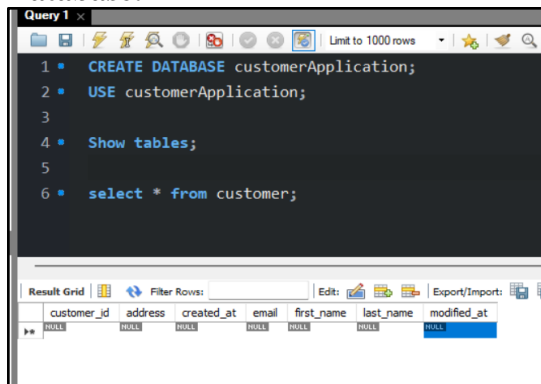 Query 1 ×
Limit to 1000 rows
1 CREATE DATABASE customerApplication;
2 USE customerApplication;
3
4 Show tables;
5
6 select * from customer;
Result Grid Filter Rows: Edit: Export/Import:
customer_id address created_at email first_name last_name modified_at
NULL NULL NULL NULL NULL NULL NULL